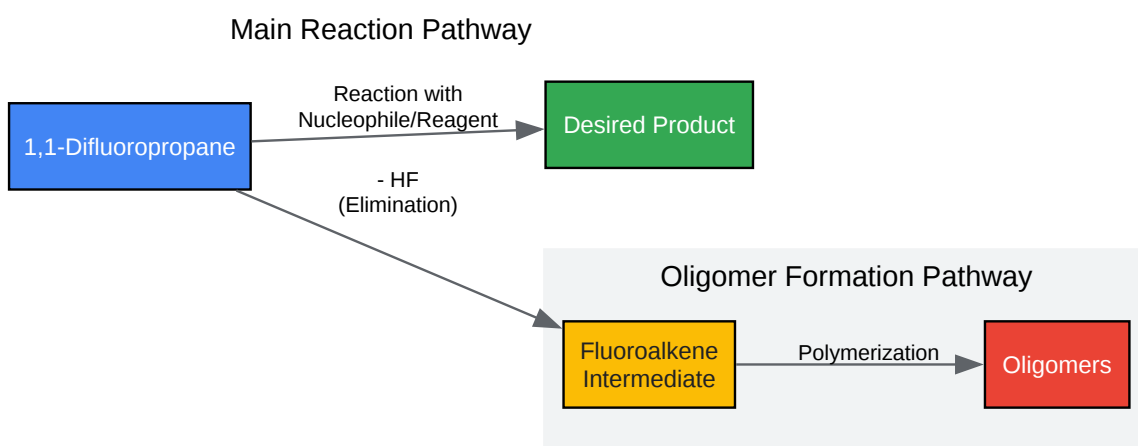 Main Reaction Pathway
1,1-Difluoropropane
Reaction with
Nucleophile/Reagent
Desired Product
- HF
(Elimination)
Oligomer Formation Pathway
Fluoroalkene
Intermediate
Polymerization
Oligomers